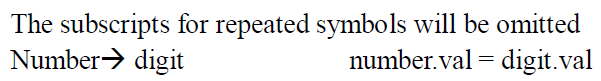 The subscripts for repeated symbols will be omitted
Number→ digit number.val = digit.val